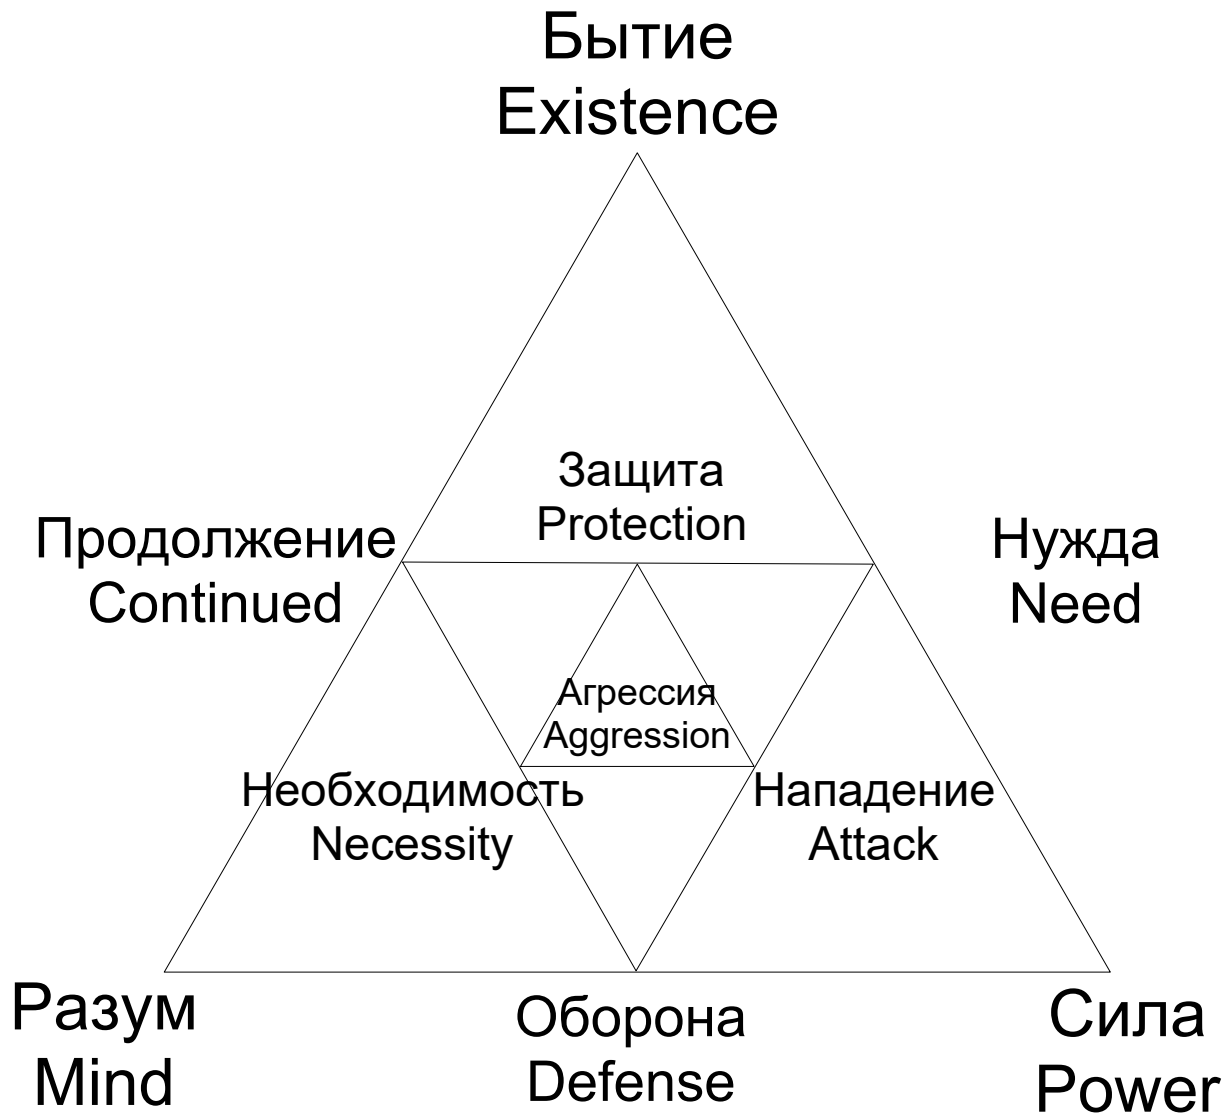 Бытие
Existence
Защита
Protection
Продолжение
Continued
Нужда
Need
Агрессия
Aggression
Необходимость
Necessity
Нападение
Attack
Разум
Mind
Оборона
Defense
Сила
Power